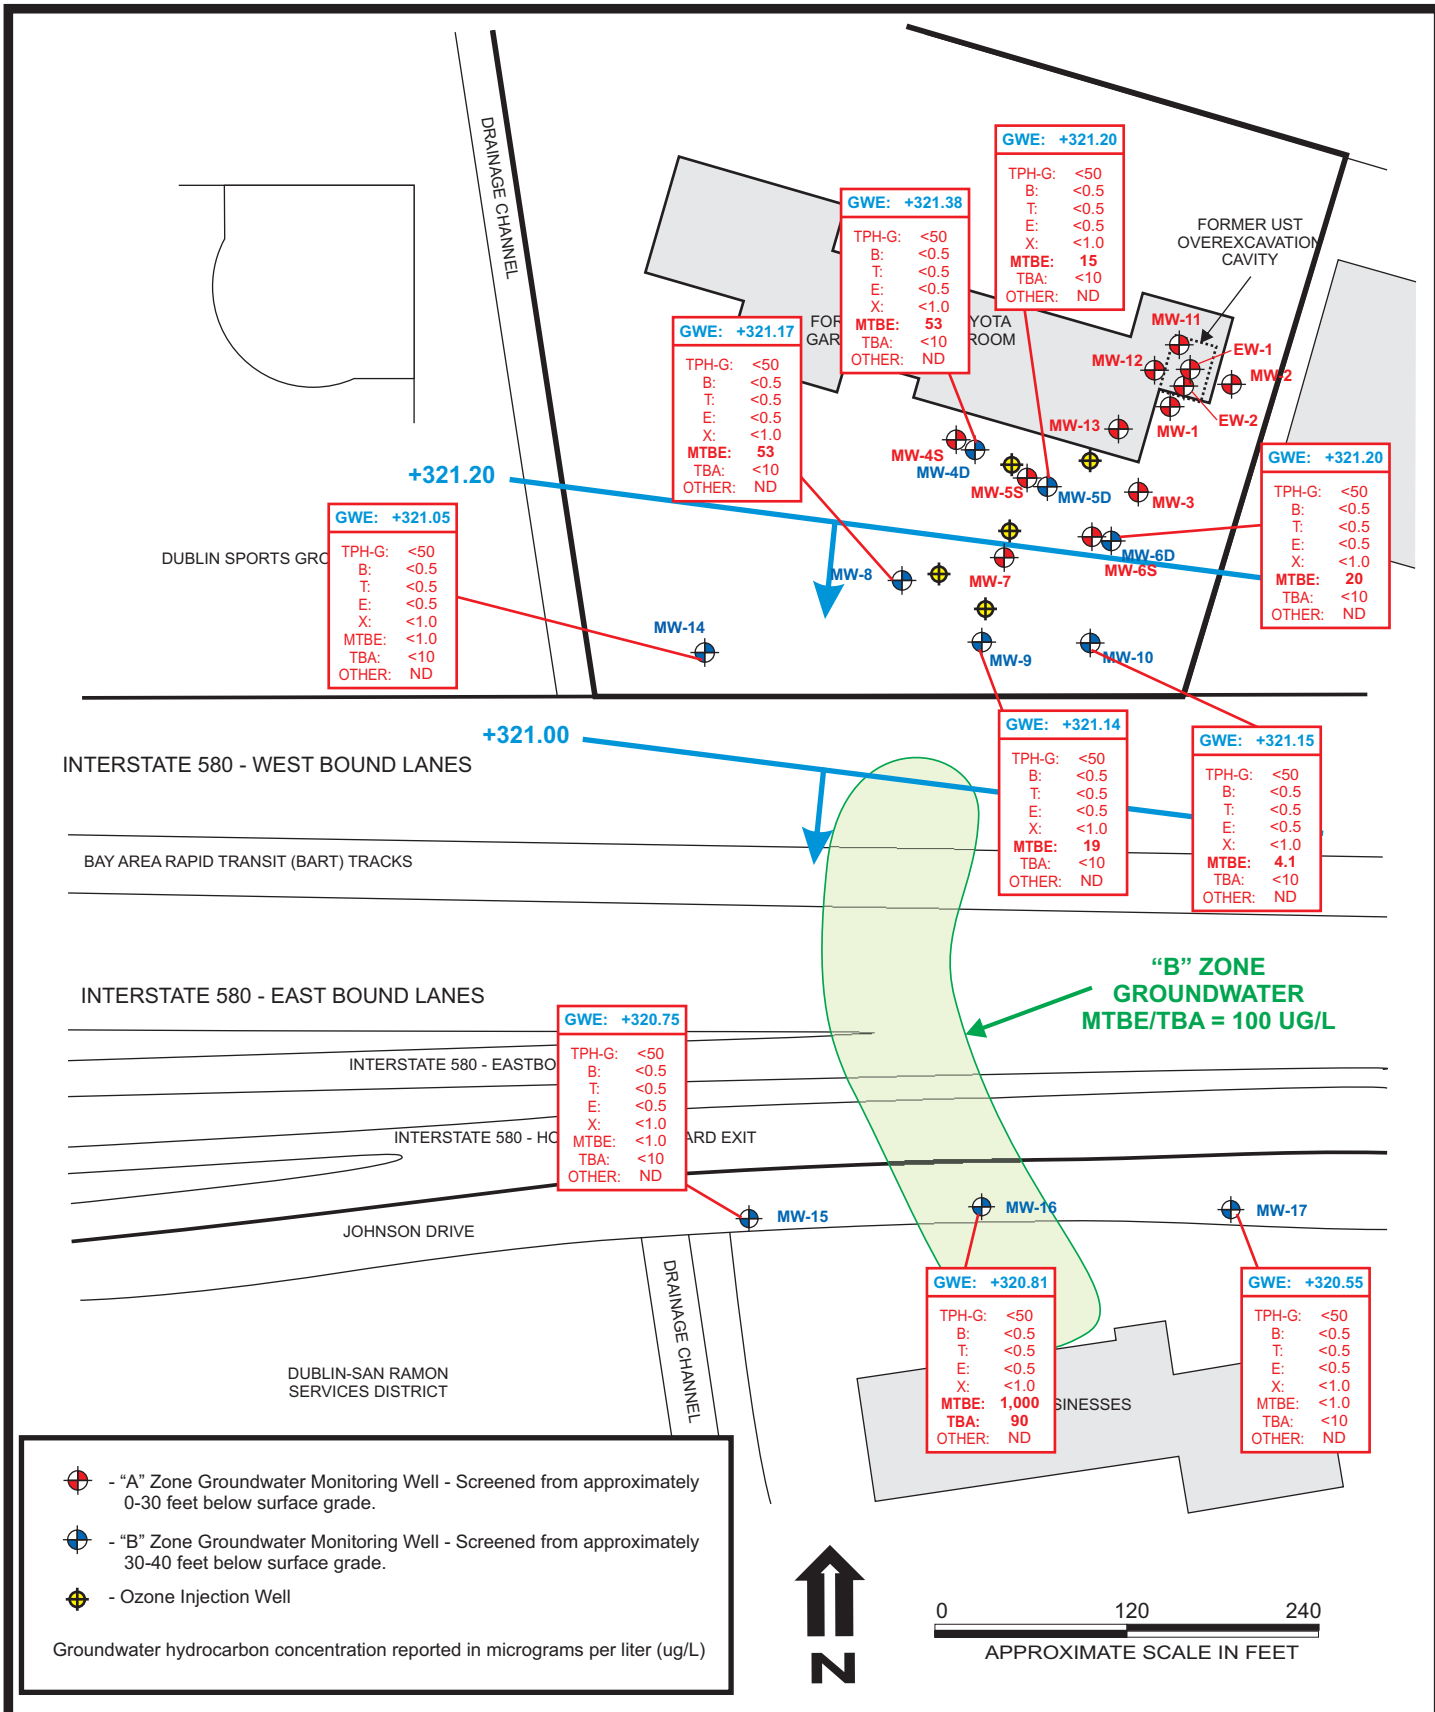 DRAINAGE CHANNEL
GWE: +321.20
TPH-G: <50
B: <0.5
T: <0.5
E: <0.5
X: <1.0
MTBE: 15
TBA: <10
OTHER: ND
GWE: +321.38
TPH-G: <50
B: <0.5
T: <0.5
E: <0.5
X: <1.0
MTBE: 53
TBA: <10
OTHER: ND
FORMER UST
OVEREXCAVATION
CAVITY
GWE: +321.17
TPH-G: <50
B: <0.5
T: <0.5
E: <0.5
X: <1.0
MTBE: 53
TBA: <10
OTHER: ND
FOR
YOTA
GAR
ROOM
MW-11
EW-1
MW-12
MW-2
EW-2
MW-1
MW-13
MW-4S
MW-4D
MW-5S
MW-5D
MW-3
GWE: +321.20
TPH-G: <50
B: <0.5
T: <0.5
E: <0.5
X: <1.0
MTBE: 20
TBA: <10
OTHER: ND
+321.20
GWE: +321.05
TPH-G: <50
B: <0.5
T: <0.5
E: <0.5
X: <1.0
MTBE: <1.0
TBA: <10
OTHER: ND
DUBLIN SPORTS GRO
MW-6D
MW-6S
MW-7
MW-8
MW-14
MW-9
MW-10
+321.00
INTERSTATE 580 - WEST BOUND LANES
GWE: +321.14
TPH-G: <50
B: <0.5
T: <0.5
E: <0.5
X: <1.0
MTBE: 19
TBA: <10
OTHER: ND
GWE: +321.15
TPH-G: <50
B: <0.5
T: <0.5
E: <0.5
X: <1.0
MTBE: 4.1
TBA: <10
OTHER: ND
BAY AREA RAPID TRANSIT (BART) TRACKS
“B” ZONE
GROUNDWATER
MTBE/TBA = 100 UG/L
INTERSTATE 580 - EAST BOUND LANES
GWE: +320.75
TPH-G: <50
B: <0.5
T: <0.5
E: <0.5
X: <1.0
MTBE: <1.0
TBA: <10
OTHER: ND
INTERSTATE 580 - EASTBO
INTERSTATE 580 - HO
ARD EXIT
MW-15
MW-16
MW-17
JOHNSON DRIVE
DRAINAGE CHANNEL
GWE: +320.81
TPH-G: <50
B: <0.5
T: <0.5
E: <0.5
X: <1.0
MTBE: 1,000
TBA: 90
OTHER: ND
GWE: +320.55
TPH-G: <50
B: <0.5
T: <0.5
E: <0.5
X: <1.0
MTBE: <1.0
TBA: <10
OTHER: ND
SINESSES
DUBLIN-SAN RAMON
SERVICES DISTRICT
- “A” Zone Groundwater Monitoring Well - Screened from approximately
0-30 feet below surface grade.
- “B” Zone Groundwater Monitoring Well - Screened from approximately
30-40 feet below surface grade.
- Ozone Injection Well
Groundwater hydrocarbon concentration reported in micrograms per liter (ug/L)
N
0 120 240
APPROXIMATE SCALE IN FEET